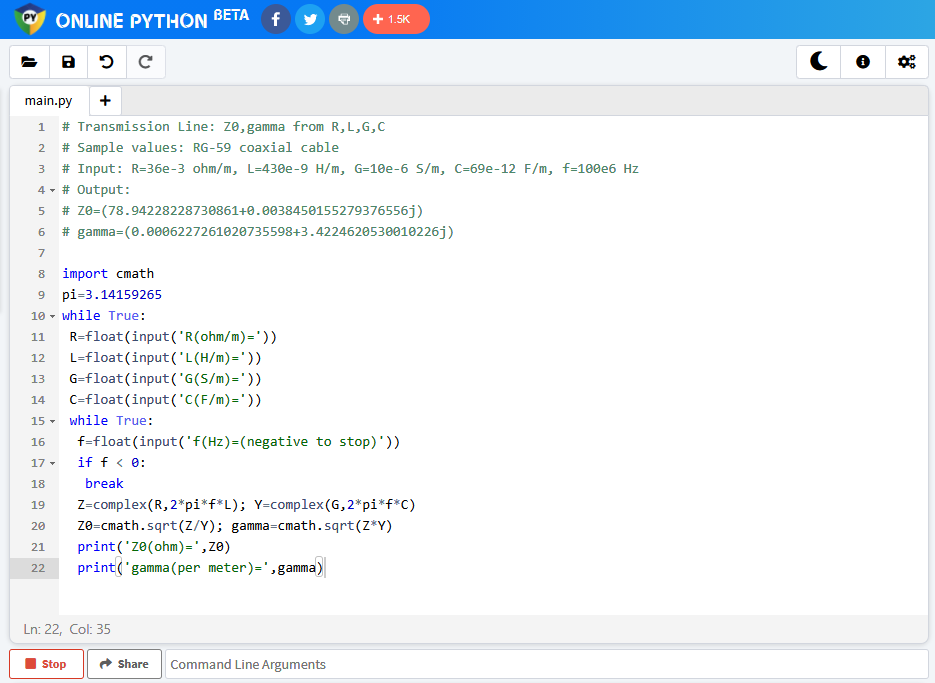 ONLINE PYTHON BETA
+ 1.5K
main.py
+
1 # Transmission Line: Z0,gamma from R,L,G,C
2 # Sample values: RG-59 coaxial cable
3 # Input: R=36e-3 ohm/m, L=430e-9 H/m, G=10e-6 S/m, C=69e-12 F/m, f=100e6 Hz
4 # Output:
5 # Z0=(78.94228228730861+0.0038450155279376556j)
6 # gamma=(0.0006227261020735598+3.4224620530010226j)
7
8 import cmath
9 pi=3.14159265
10 while True:
11  R=float(input('R(ohm/m)='))
12  L=float(input('L(H/m)='))
13  G=float(input('G(S/m)='))
14  C=float(input('C(F/m)='))
15  while True:
16   f=float(input('f(Hz)=(negative to stop)'))
17   if f < 0:
18    break
19   Z=complex(R,2*pi*f*L); Y=complex(G,2*pi*f*C)
20   Z0=cmath.sqrt(Z/Y); gamma=cmath.sqrt(Z*Y)
21   print('Z0(ohm)=',Z0)
22   print('gamma(per meter)=',gamma)
Ln: 22, Col: 35
Stop Share Command Line Arguments